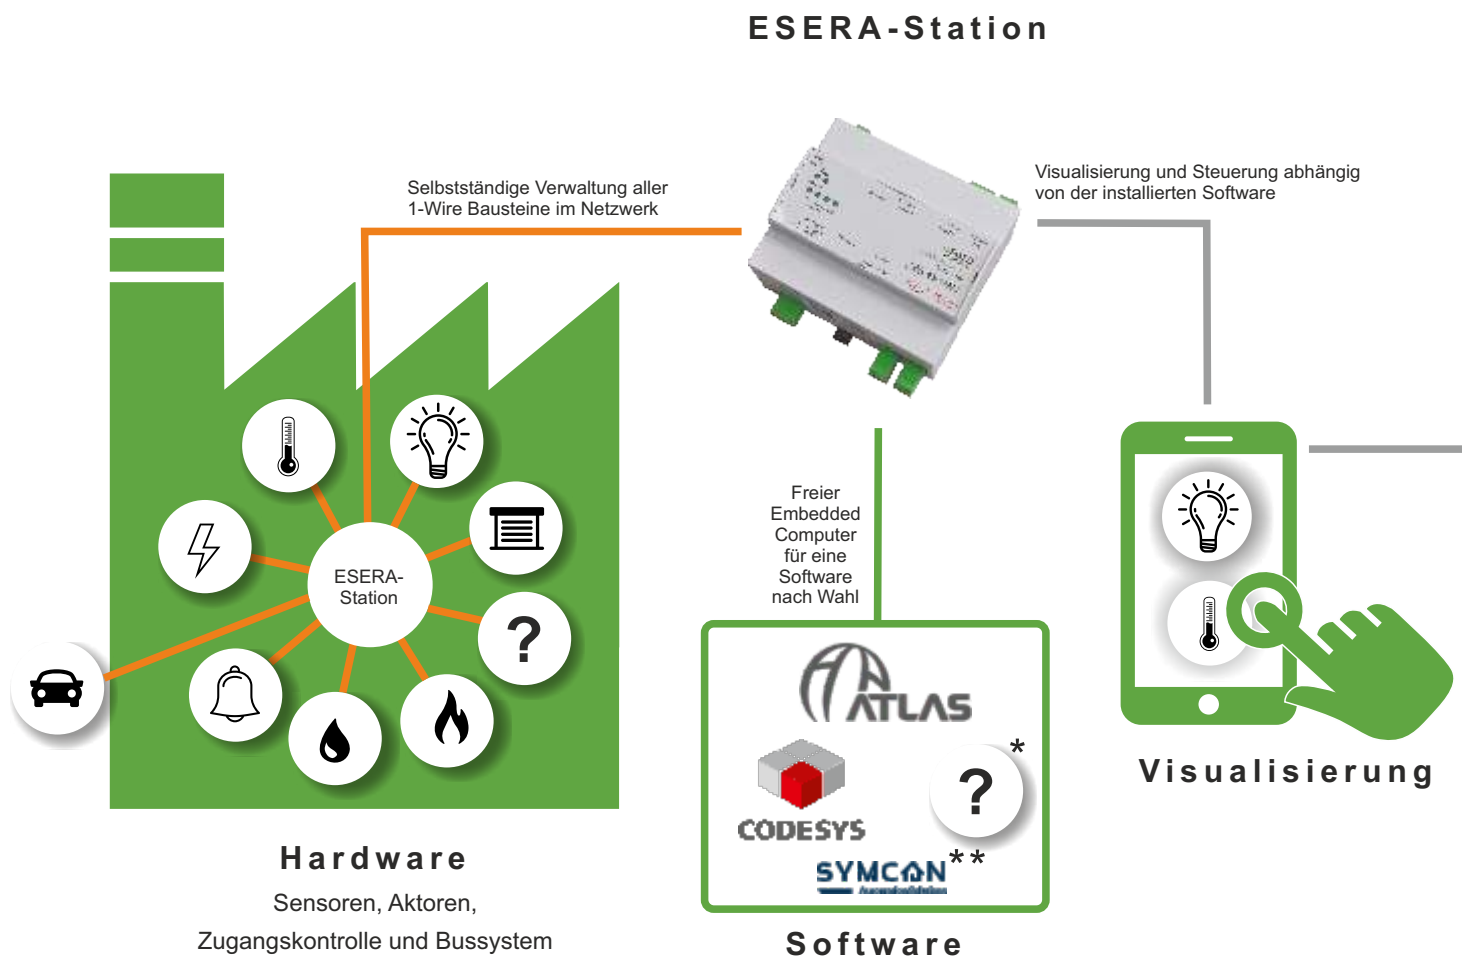 ESERA-Station
Selbstständige Verwaltung aller
1-Wire Bausteine im Netzwerk
Visualisierung und Steuerung abhängig
von der installierten Software
Freier
Embedded
Computer
für eine
Software
nach Wahl
ESERA-
Station
?
ATLAS
CODESYS
? *
SYMCON **
Visualisierung
Hardware
Sensoren, Aktoren,
Zugangskontrolle und Bussystem
Software